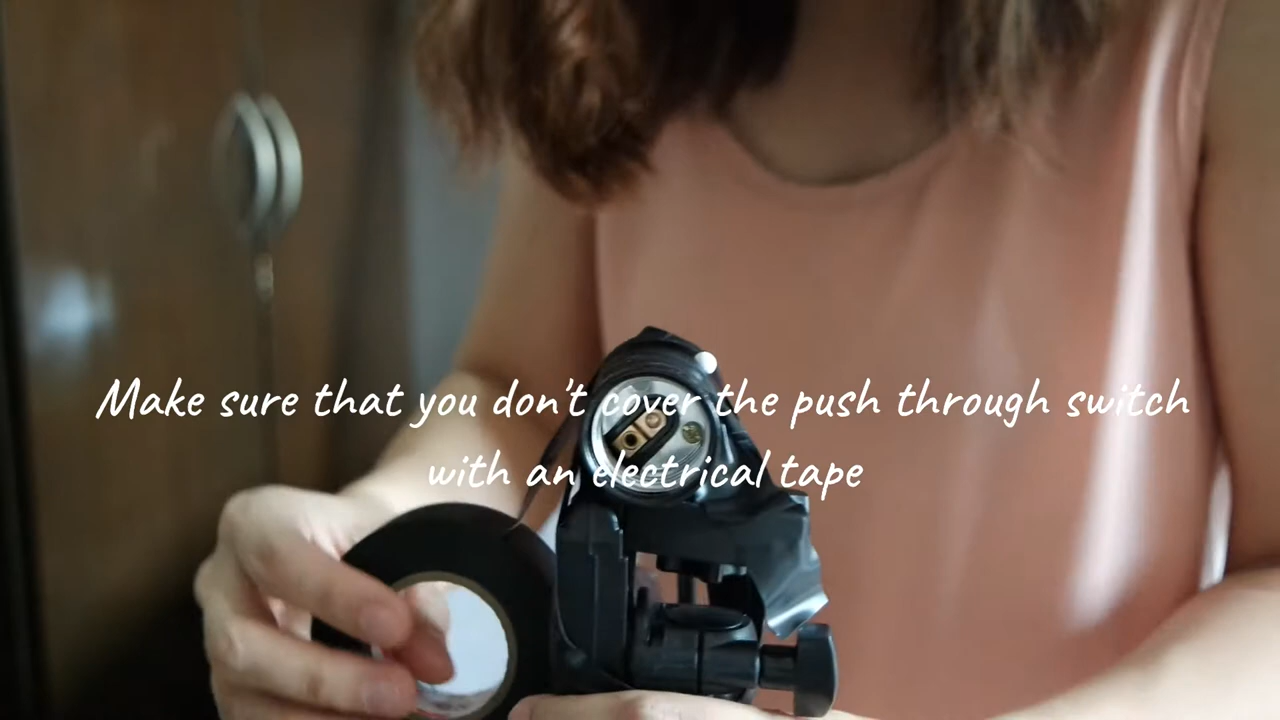 Make sure that you don't cover the push through switch
with an electrical tape